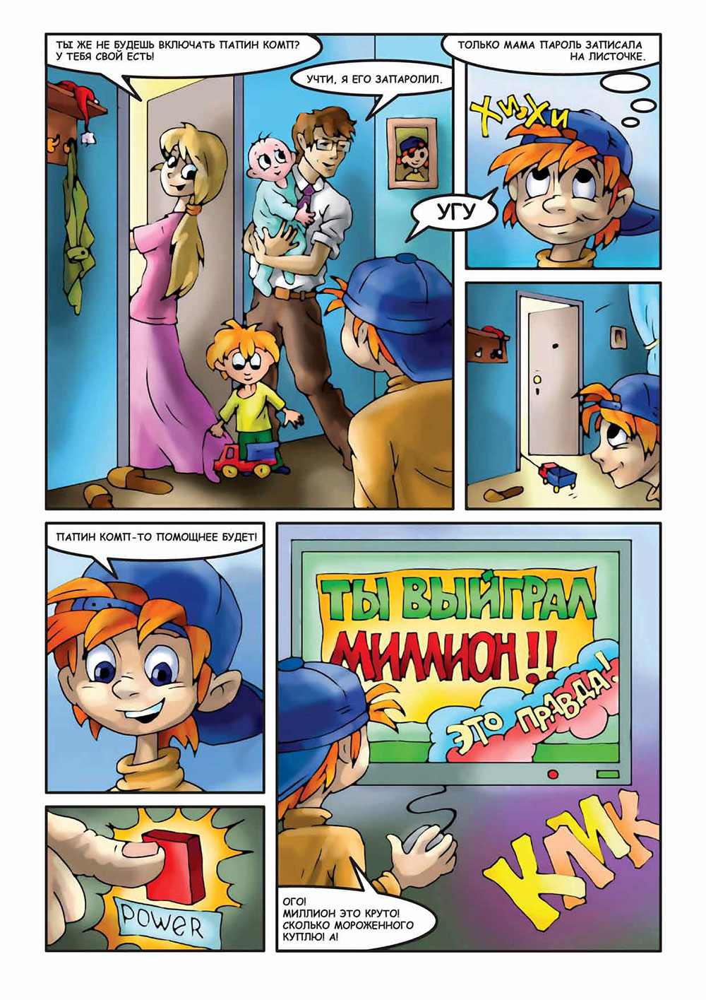 ТЫ ЖЕ НЕ БУДЕШЬ ВКЛЮЧАТЬ ПАПИН КОМП?
У ТЕБЯ СВОЙ ЕСТЬ!
УЧТИ, Я ЕГО ЗАПАРОЛИЛ.
УГУ
ТОЛЬКО МАМА ПАРОЛЬ ЗАПИСАЛА
НА ЛИСТОЧКЕ.
ХИ, ХИ
ПАПИН КОМП-ТО ПОМОЩНЕЕ БУДЕТ!
POWER
ТЫ ВЫЙГРАЛ
МИЛЛИОН!!
ЭТО ПРАВДА!
КЛИК
ОГО!
МИЛЛИОН ЭТО КРУТО!
СКОЛЬКО МОРОЖЕННОГО
КУПЛЮ! А!